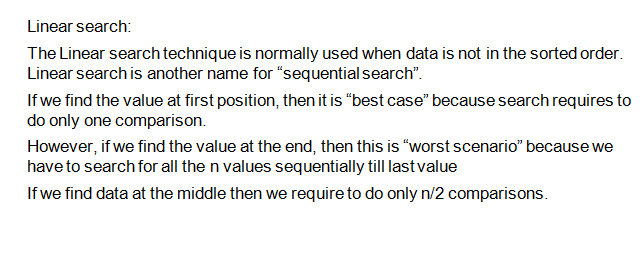 Linear search:
The Linear search technique is normally used when data is not in the sorted order.
Linear search is another name for “sequential search”.
If we find the value at first position, then it is “best case” because search requires to
do only one comparison.
However, if we find the value at the end, then this is “worst scenario” because we
have to search for all the n values sequentially till last value
If we find data at the middle then we require to do only n/2 comparisons.